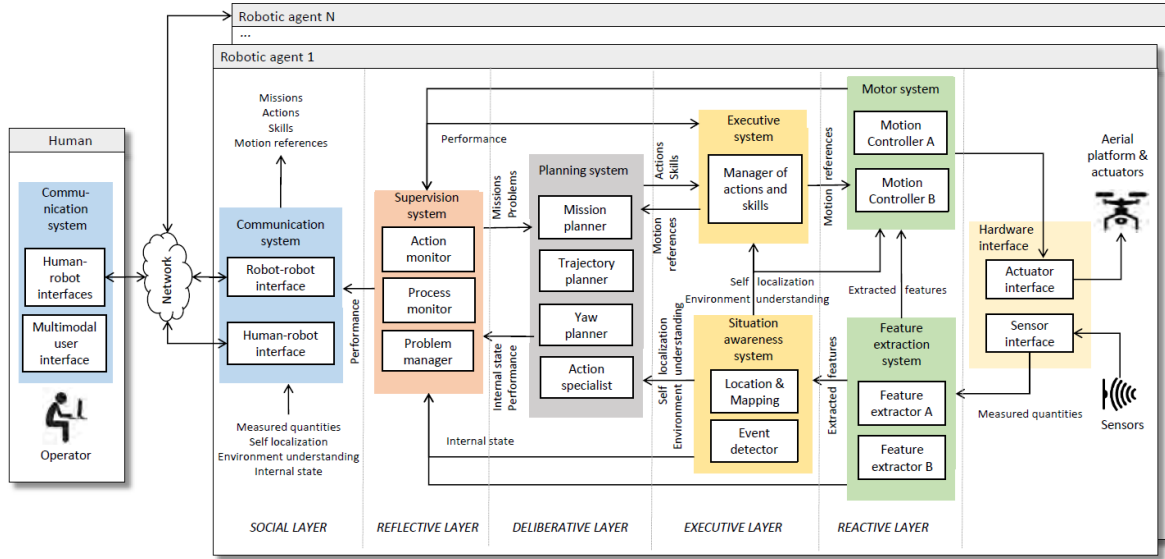 Robotic agent N
...
Robotic agent 1
Human
Commu-
nication
system
Human-
robot
interfaces
Multimodal
user
interface
Operator
Network
Missions
Actions
Skills
Motion references
Communication
system
Robot-robot
interface
Human-robot
interface
Measured quantities
Self localization
Environment understanding
Internal state
SOCIAL LAYER
Performance
Performance
Supervision
system
Action
monitor
Process
monitor
Problem
manager
Internal state
REFLECTIVE LAYER
Missions
Problems
Internal state
Performance
Planning system
Mission
planner
Trajectory
planner
Yaw
planner
Action
specialist
DELIBERATIVE LAYER
Actions
Skills
Motion
references
Self localization
Environment understanding
Executive
system
Manager of
actions and
skills
Self localization
Environment understanding
Situation
awareness
system
Location &
Mapping
Event
detector
EXECUTIVE LAYER
Motion references
Extracted features
Motor system
Motion
Controller A
Motion
Controller B
Extracted features
Feature
extraction
system
Feature
extractor A
Feature
extractor B
REACTIVE LAYER
Aerial
platform &
actuators
Hardware
interface
Actuator
interface
Sensor
interface
Measured quantities
Sensors